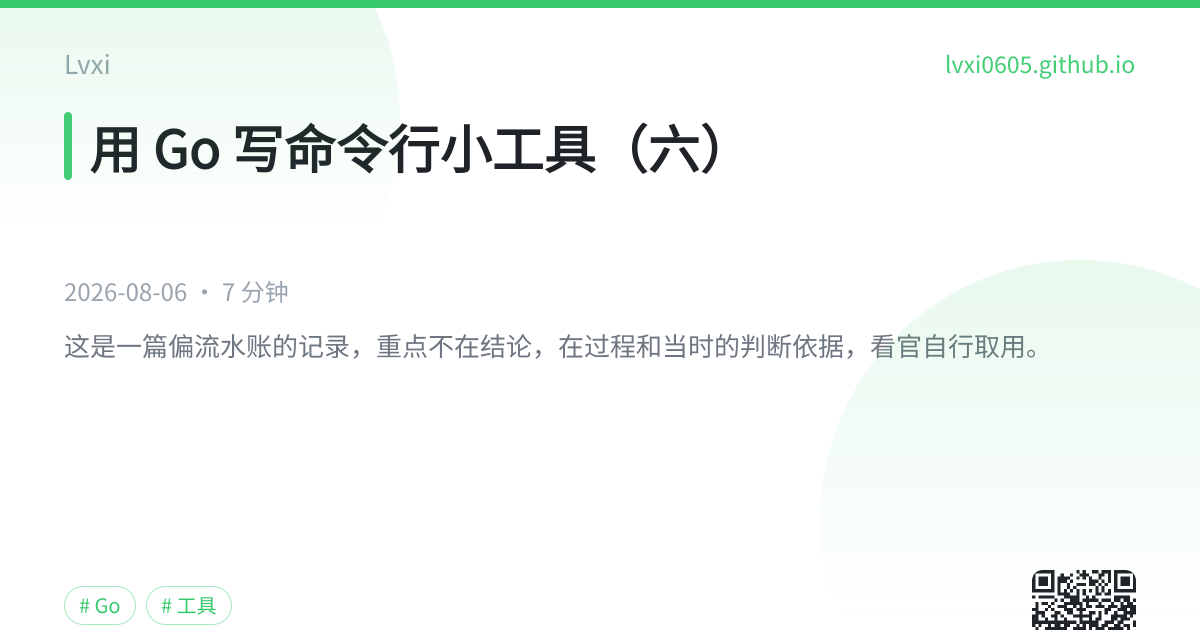 Lvxi
lvxi0605.github.io
用 Go 写命令行小工具（六）
2026-08-06 · 7 分钟
这是一篇偏流水账的记录，重点不在结论，在过程和当时的判断依据，看官自行取用。
# Go
# 工具